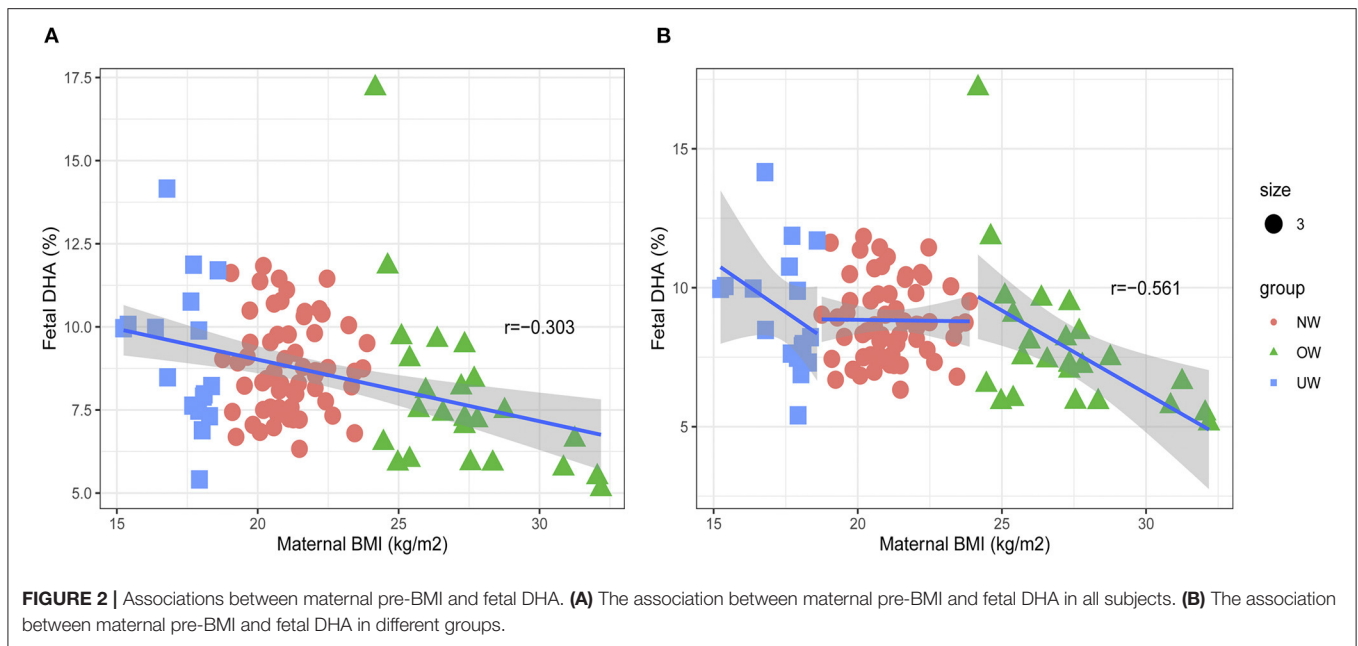 A
B
17.5
15.0
12.5
10.0
7.5
5.0
Fetal DHA (%)
r=−0.303
15
20
25
30
Maternal BMI (kg/m2)
15
10
5
Fetal DHA (%)
r=−0.561
15
20
25
30
Maternal BMI (kg/m2)
size
3
group
NW
OW
UW
FIGURE 2 | Associations between maternal pre-BMI and fetal DHA. (A) The association between maternal pre-BMI and fetal DHA in all subjects. (B) The association
between maternal pre-BMI and fetal DHA in different groups.